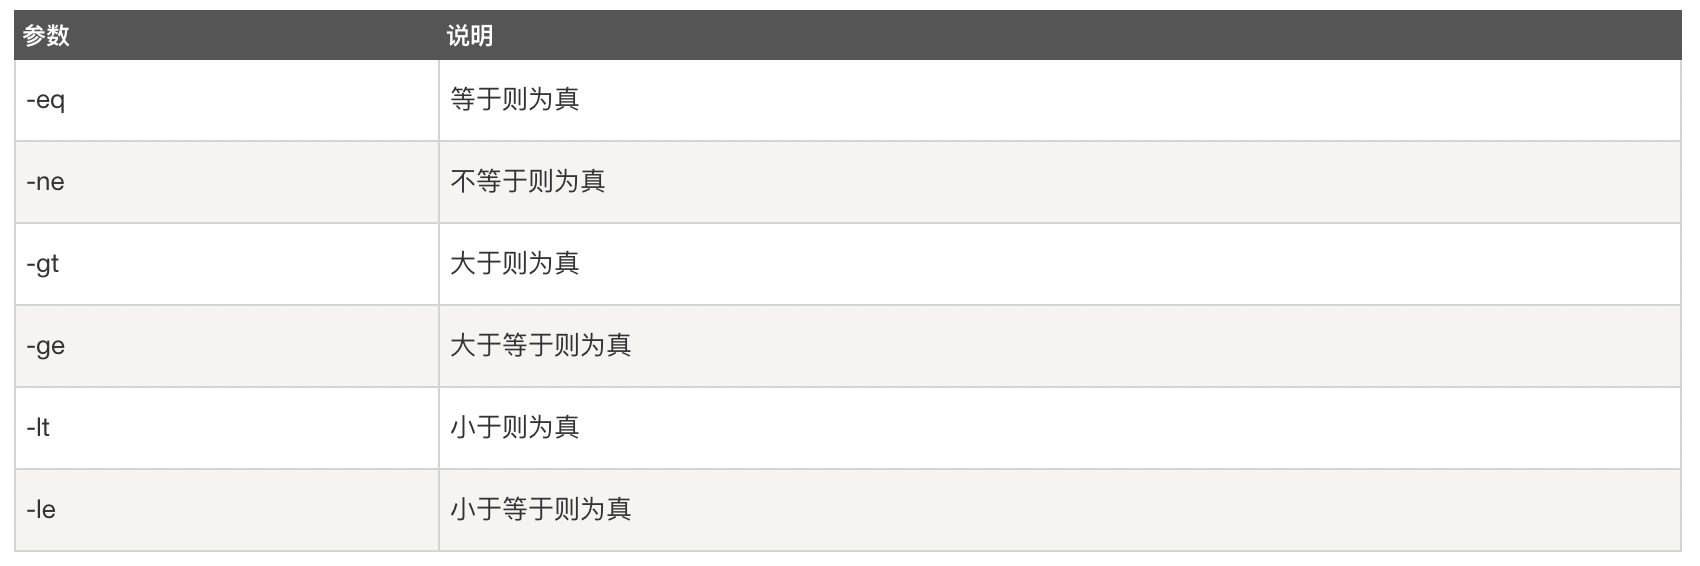 参数 说明
-eq 等于则为真
-ne 不等于则为真
-gt 大于则为真
-ge 大于等于则为真
-lt 小于则为真
-le 小于等于则为真